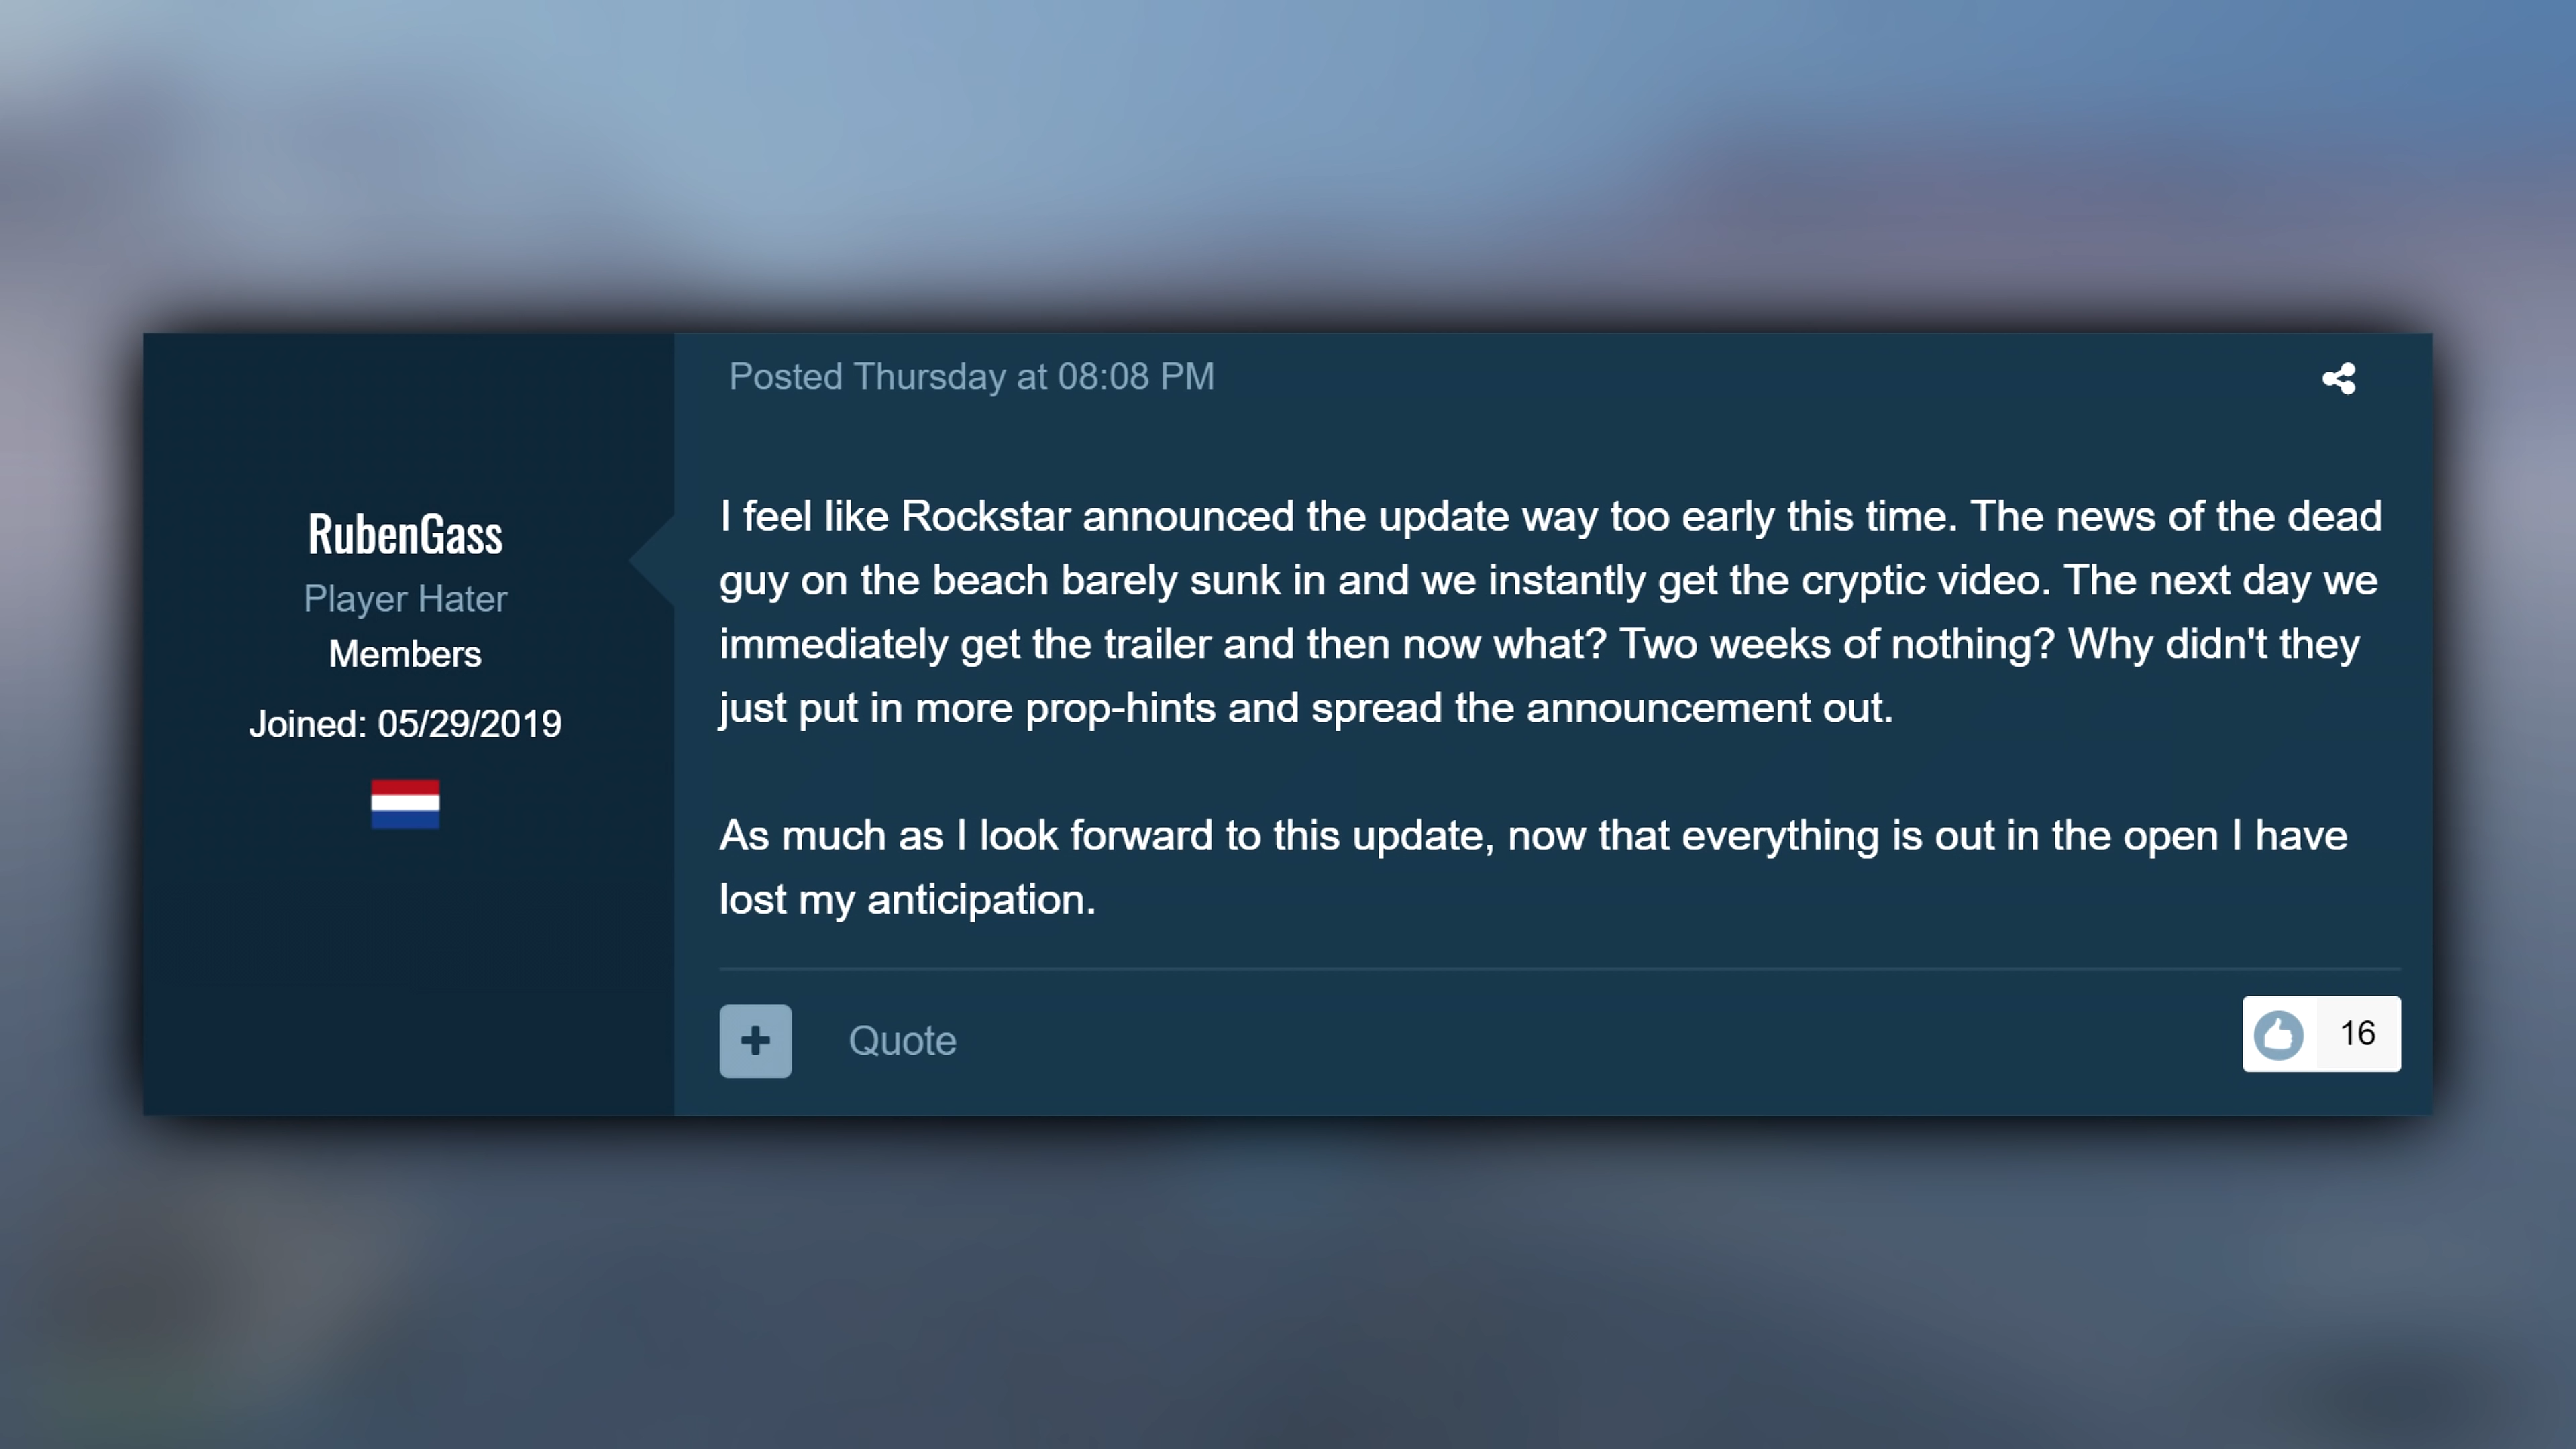 RubenGass
Player Hater
Members
Joined: 05/29/2019
Posted Thursday at 08:08 PM
I feel like Rockstar announced the update way too early this time. The news of the dead
guy on the beach barely sunk in and we instantly get the cryptic video. The next day we
immediately get the trailer and then now what? Two weeks of nothing? Why didn't they
just put in more prop-hints and spread the announcement out.
As much as I look forward to this update, now that everything is out in the open I have
lost my anticipation.
+ Quote
16